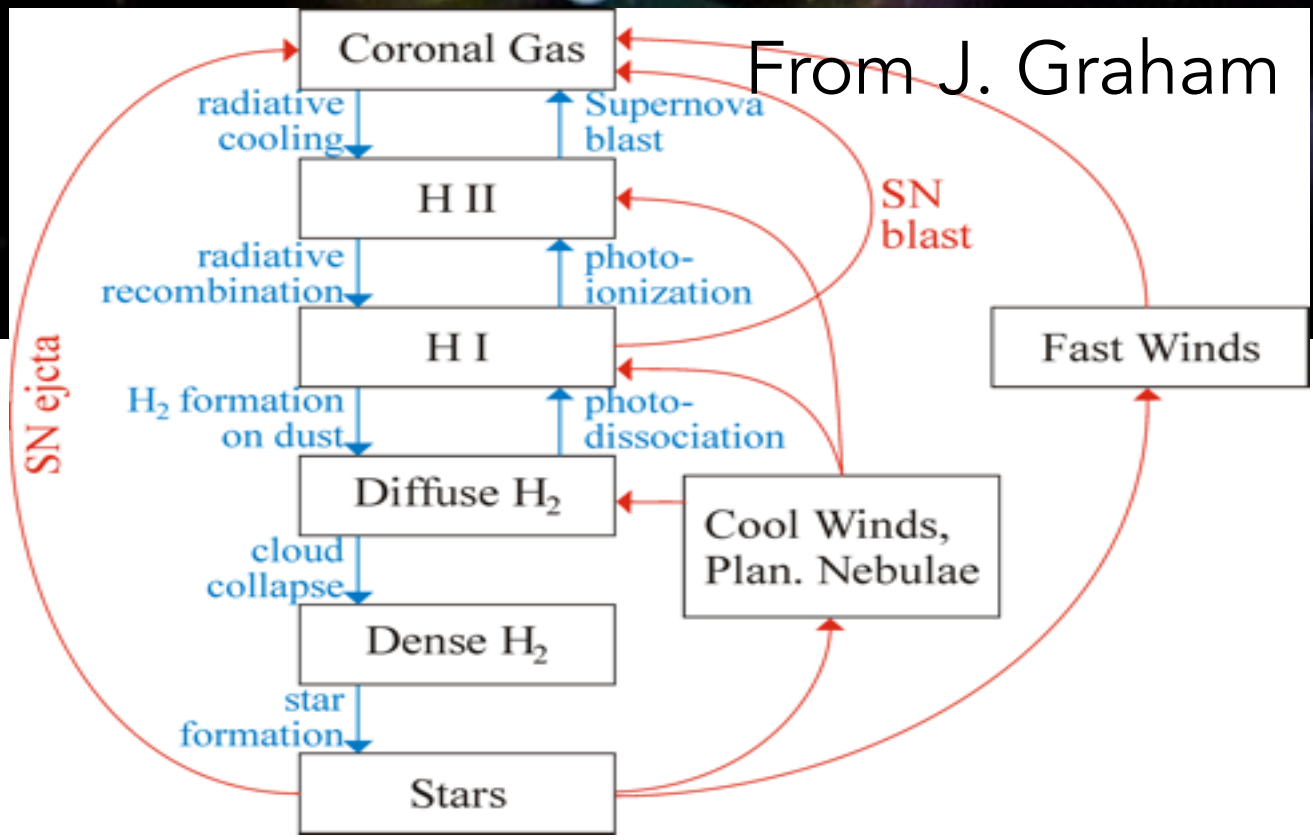 Coronal Gas
From J. Graham
radiative
cooling
Supernova
blast
H II
SN
blast
radiative
recombination
photo-
ionization
H I
Fast Winds
SN ejcta
H₂ formation
on dust
photo-
dissociation
Diffuse H₂
Cool Winds,
Plan. Nebulae
cloud
collapse
Dense H₂
star
formation
Stars